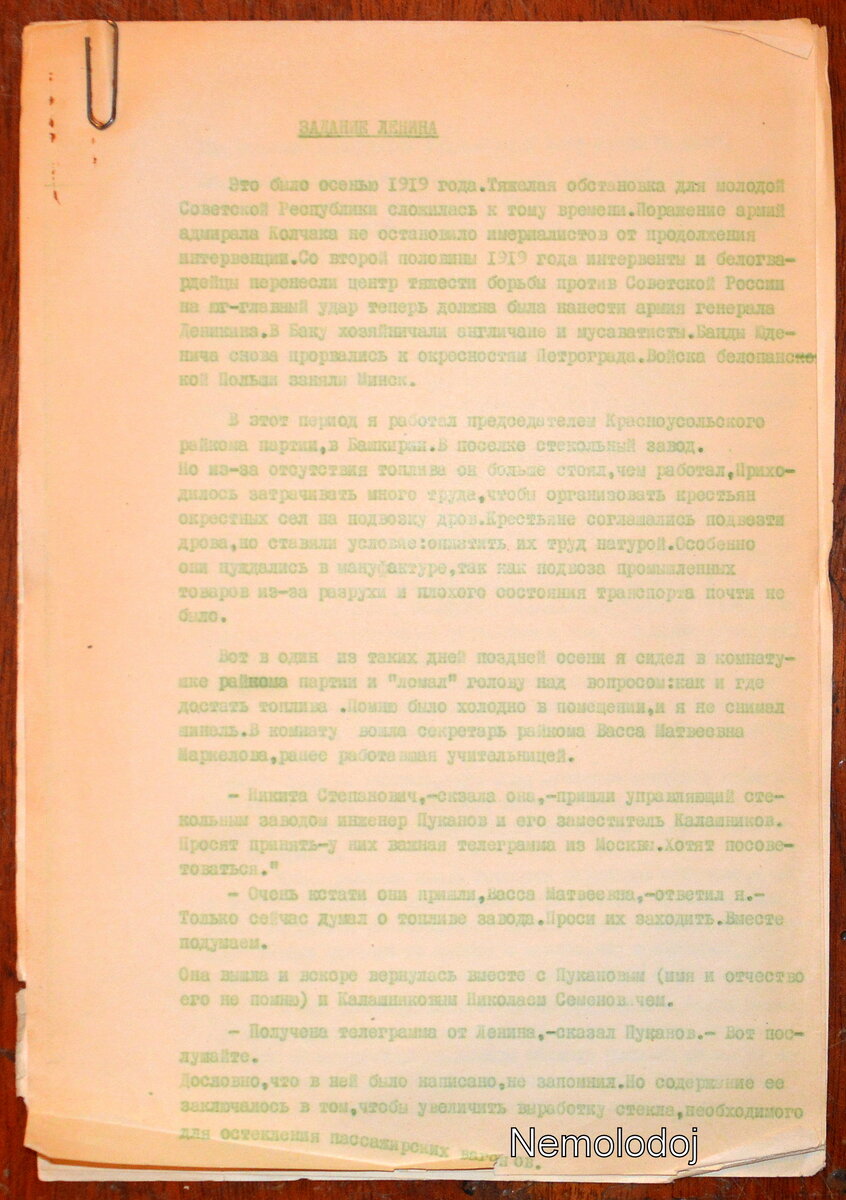 ЗАДАНИЕ ЛЕНИНА
Это было осенью 1919 года.Тяжелая обстановка для молодой
Советской Республики сложилась к тому времени.Поражение армий
адмирала Колчака не остановило имериалистов от продолжения
интервенции.Со второй половины 1919 года интервенты и белогва-
рдейцы перенесли центр тяжести борьбы против Советской России
на юг-главный удар теперь должна была нанести армия генерала
Деникина.В Баку хозяйничали англичане и мусаватисты.Банды Юде-
нича снова прорвались к окресностям Петрограда.Войска белопанско
кой Польши заняли Минск.
В этот период я работал председателем Красноусольского
райкома партии,в Башкирии.В поселке стекольный завод.
Но из-за отсутствия топлива он больше стоял,чем работал,Прихо-
дилось затрачивать много труда,чтобы организовать крестьян
окрестных сел на подвозку дров.Крестьяне соглашались подвезти
дрова,но ставили условие:оплатить их труд натурой.Особенно
они нуждались в мануфактуре,так как подвоза промышленных
товаров из-за разрухи и плохого состояния транспорта почти не
было.
Вот в один из таких дней поздней осени я сидел в комнату-
шке райкома партии и "ломал" голову над вопросом:как и где
достать топлива .Помню было холодно в помещении,и я не снимал
шинель.В комнату вошла секретарь райкома Васса Матвеевна
Маркелова,ранее работавшая учительницей.
- Никита Степанович,-сказала она,-пришли управляющий сте-
кольным заводом инженер Пуканов и его заместитель Калашников.
Просят принять-у них важная телеграмма из Москвы.Хотят посове-
товаться."
- Очень кстати они пришли,Васса Матвеевна,-ответил я.-
Только сейчас думал о топливе завода.Проси их заходить.Вместе
подумаем.
Она вышла и вскоре вернулась вместе с Пукановым (имя и отчество
его не помню) и Калашниковым Николаем Семеновичем.
- Получена телеграмма от Ленина,-сказал Пуканов.- Вот пос-
лушайте.
Дословно,что в ней было написано,не запомнил.Но содержание ее
заключалось в том,чтобы увеличить выработку стекла,необходимого
для остекления пассажирских вагонов.
Nemolodoj